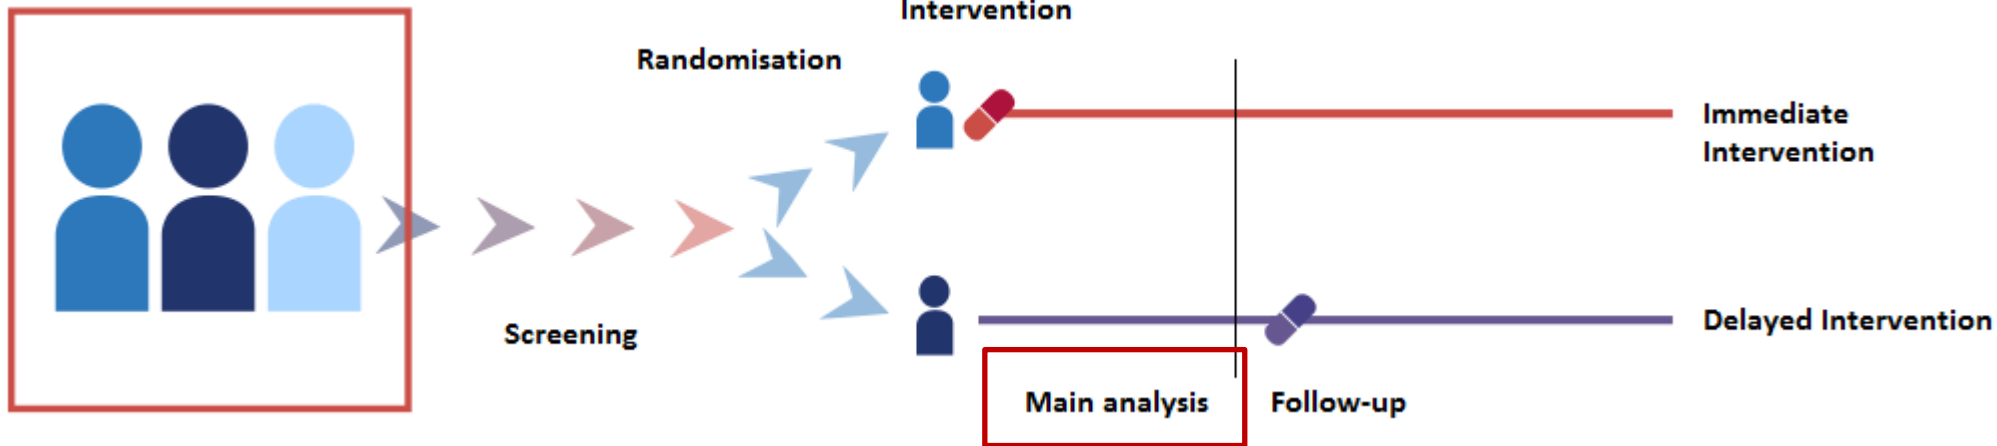 Intervention
Randomisation
Immediate
Intervention
Screening
Delayed Intervention
Main analysis
Follow-up